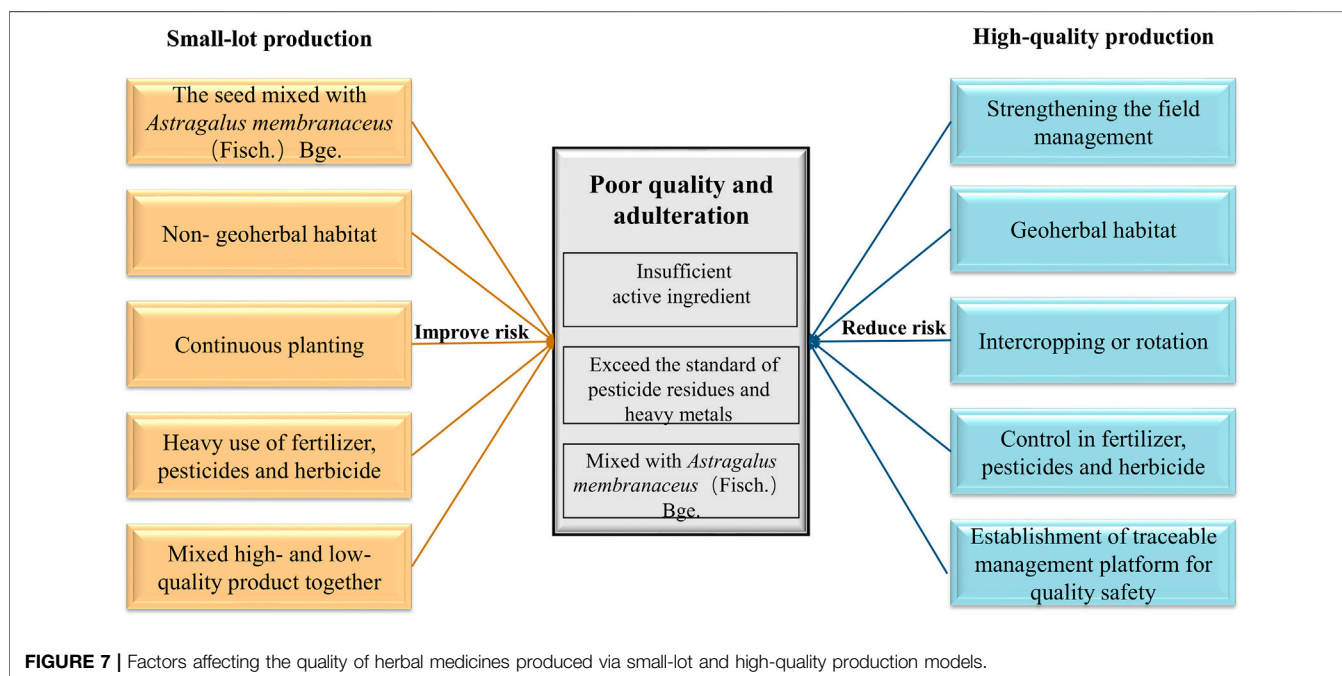 Small-lot production
The seed mixed with
Astragalus membranaceus
（Fisch.） Bge.
Non- geoherbal habitat
Continuous planting
Heavy use of fertilizer,
pesticides and herbicide
Mixed high- and low-
quality product together
Improve risk
Poor quality and
adulteration
Insufficient
active ingredient
Exceed the standard of
pesticide residues and
heavy metals
Mixed with Astragalus
membranaceus （Fisch.）
Bge.
Reduce risk
High-quality production
Strengthening the field
management
Geoherbal habitat
Intercropping or rotation
Control in fertilizer,
pesticides and herbicide
Establishment of traceable
management platform for
quality safety
FIGURE 7 | Factors affecting the quality of herbal medicines produced via small-lot and high-quality production models.